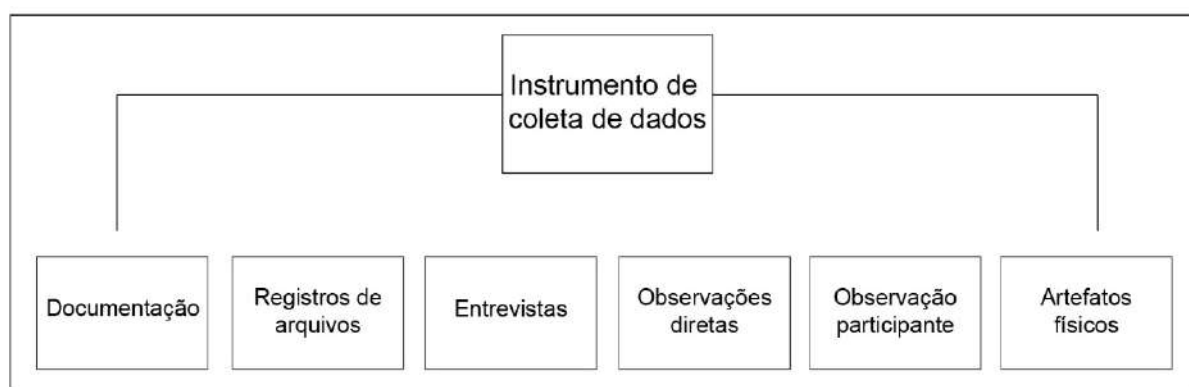 Instrumento de
coleta de dados
Documentação
Registros de
arquivos
Entrevistas
Observações
diretas
Observação
participante
Artefatos
físicos